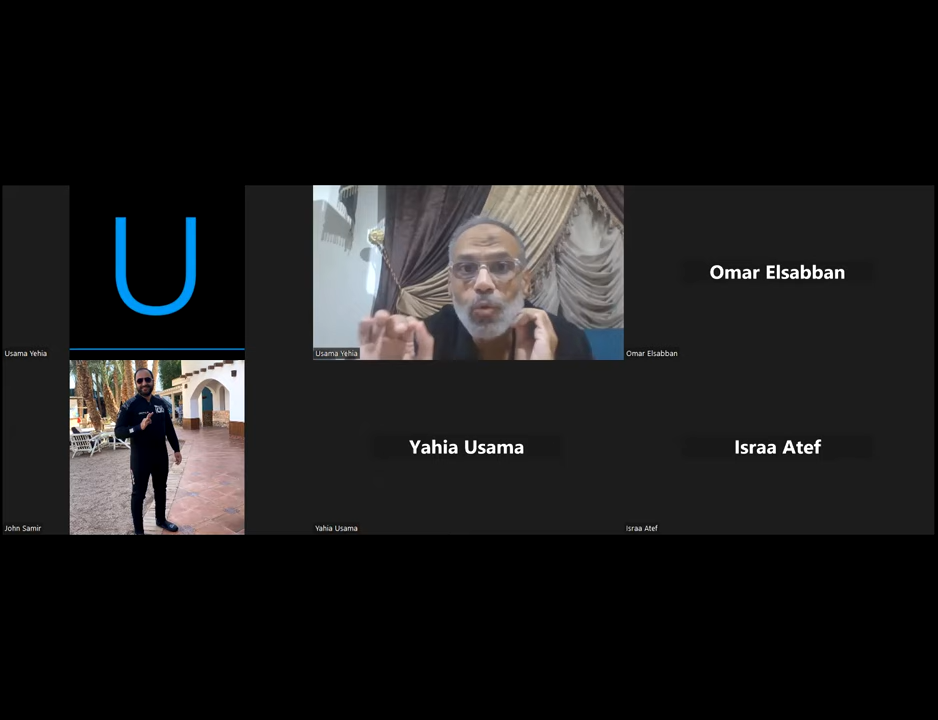 U
Usama Yehia
Usama Yehia
Omar Elsabban
Omar Elsabban
John Samir
Yahia Usama
Yahia Usama
Israa Atef
Israa Atef